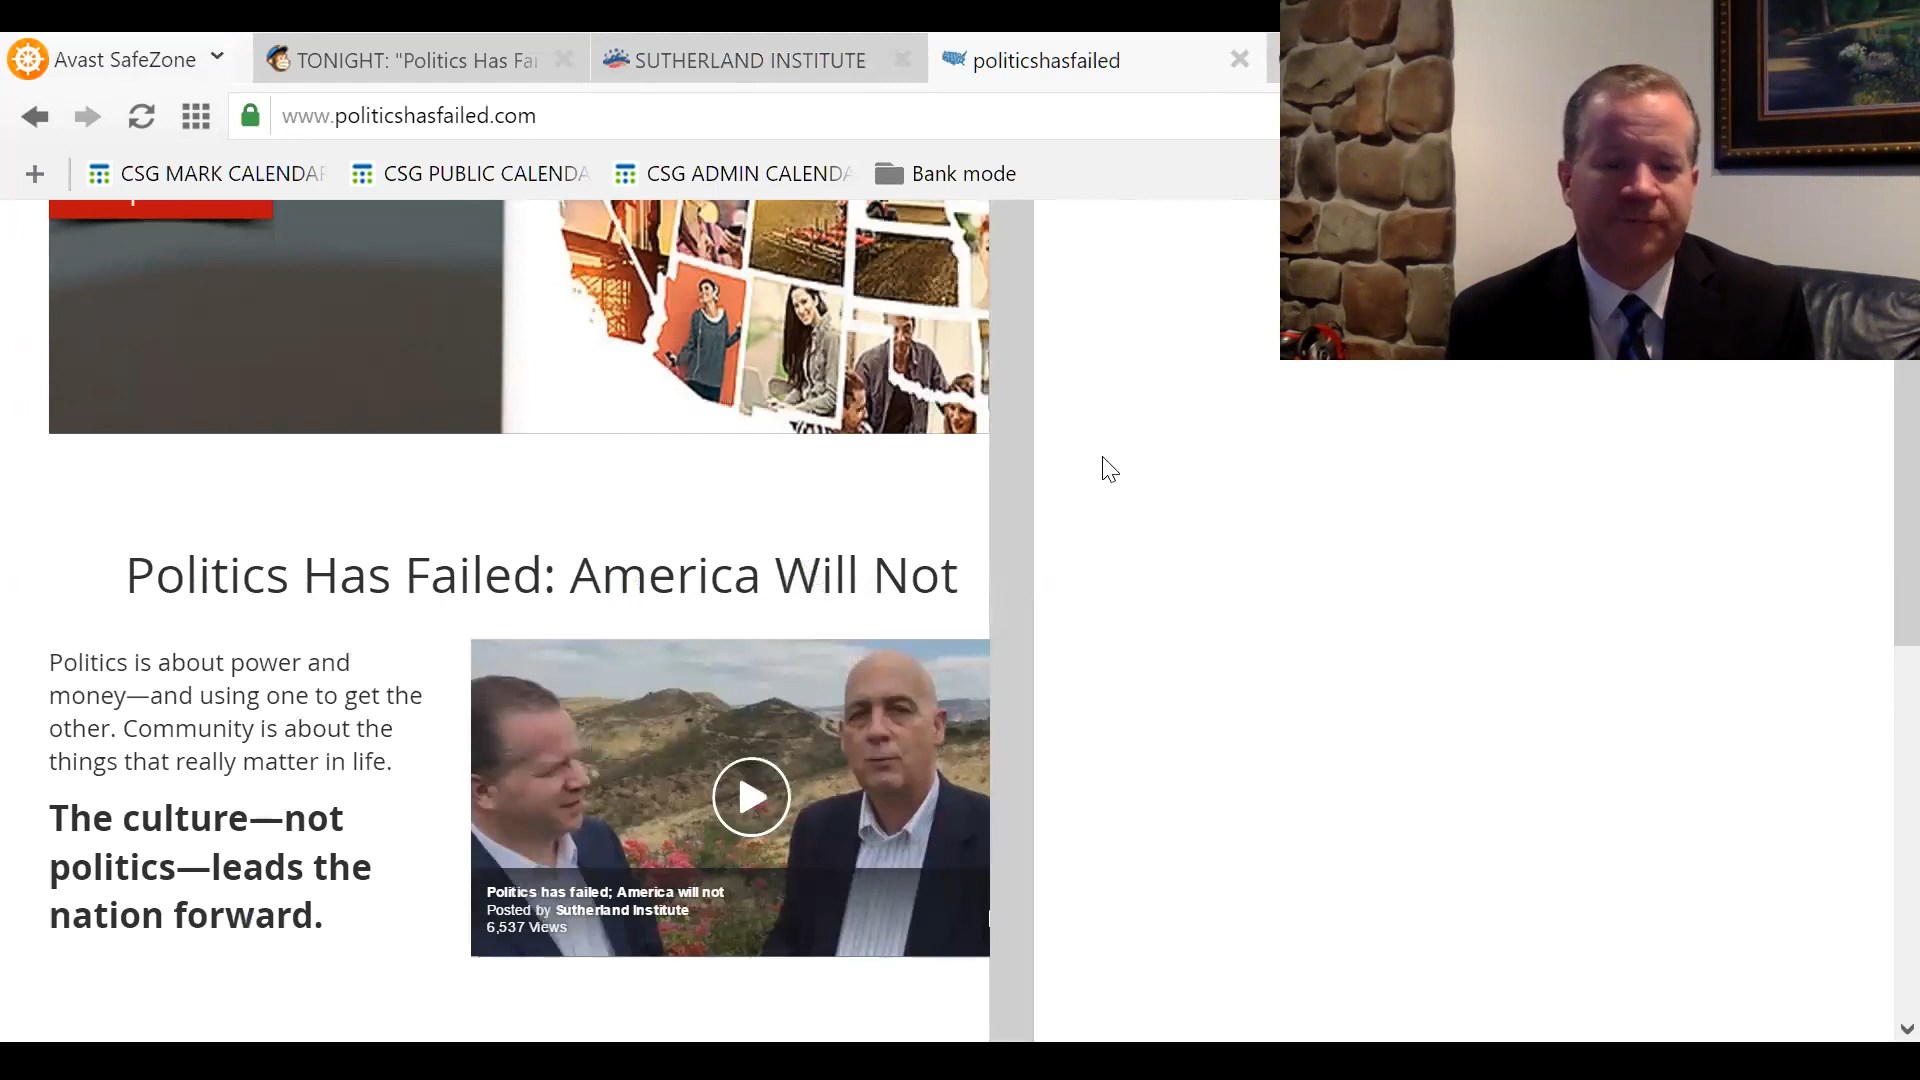 Avast SafeZone
TONIGHT: "Politics Has Fai
SUTHERLAND INSTITUTE
politicshasfailed
www.politicshasfailed.com
CSG MARK CALENDAR
CSG PUBLIC CALENDA
CSG ADMIN CALENDA
Bank mode
Politics Has Failed: America Will Not
Politics is about power and
money—and using one to get the
other. Community is about the
things that really matter in life.
The culture—not
politics—leads the
nation forward.
Politics has failed; America will not
Posted by Sutherland Institute
6,537 Views